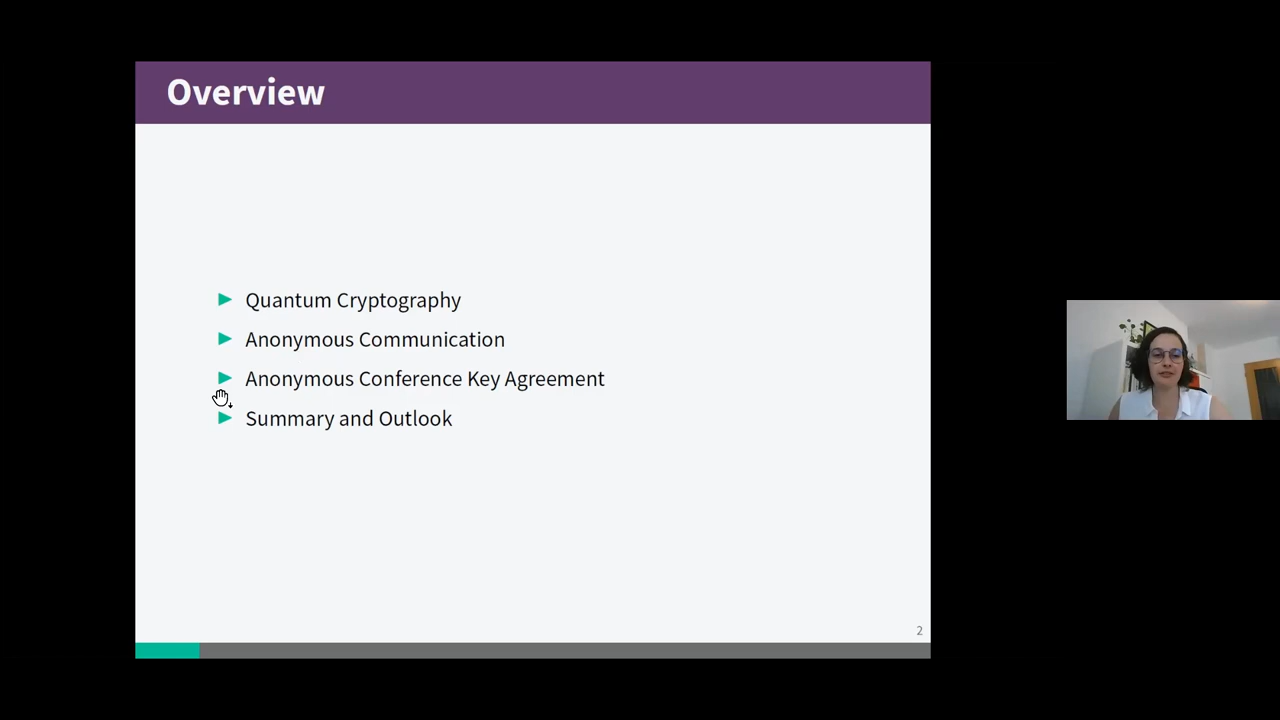 Overview
Quantum Cryptography
Anonymous Communication
Anonymous Conference Key Agreement
Summary and Outlook
2